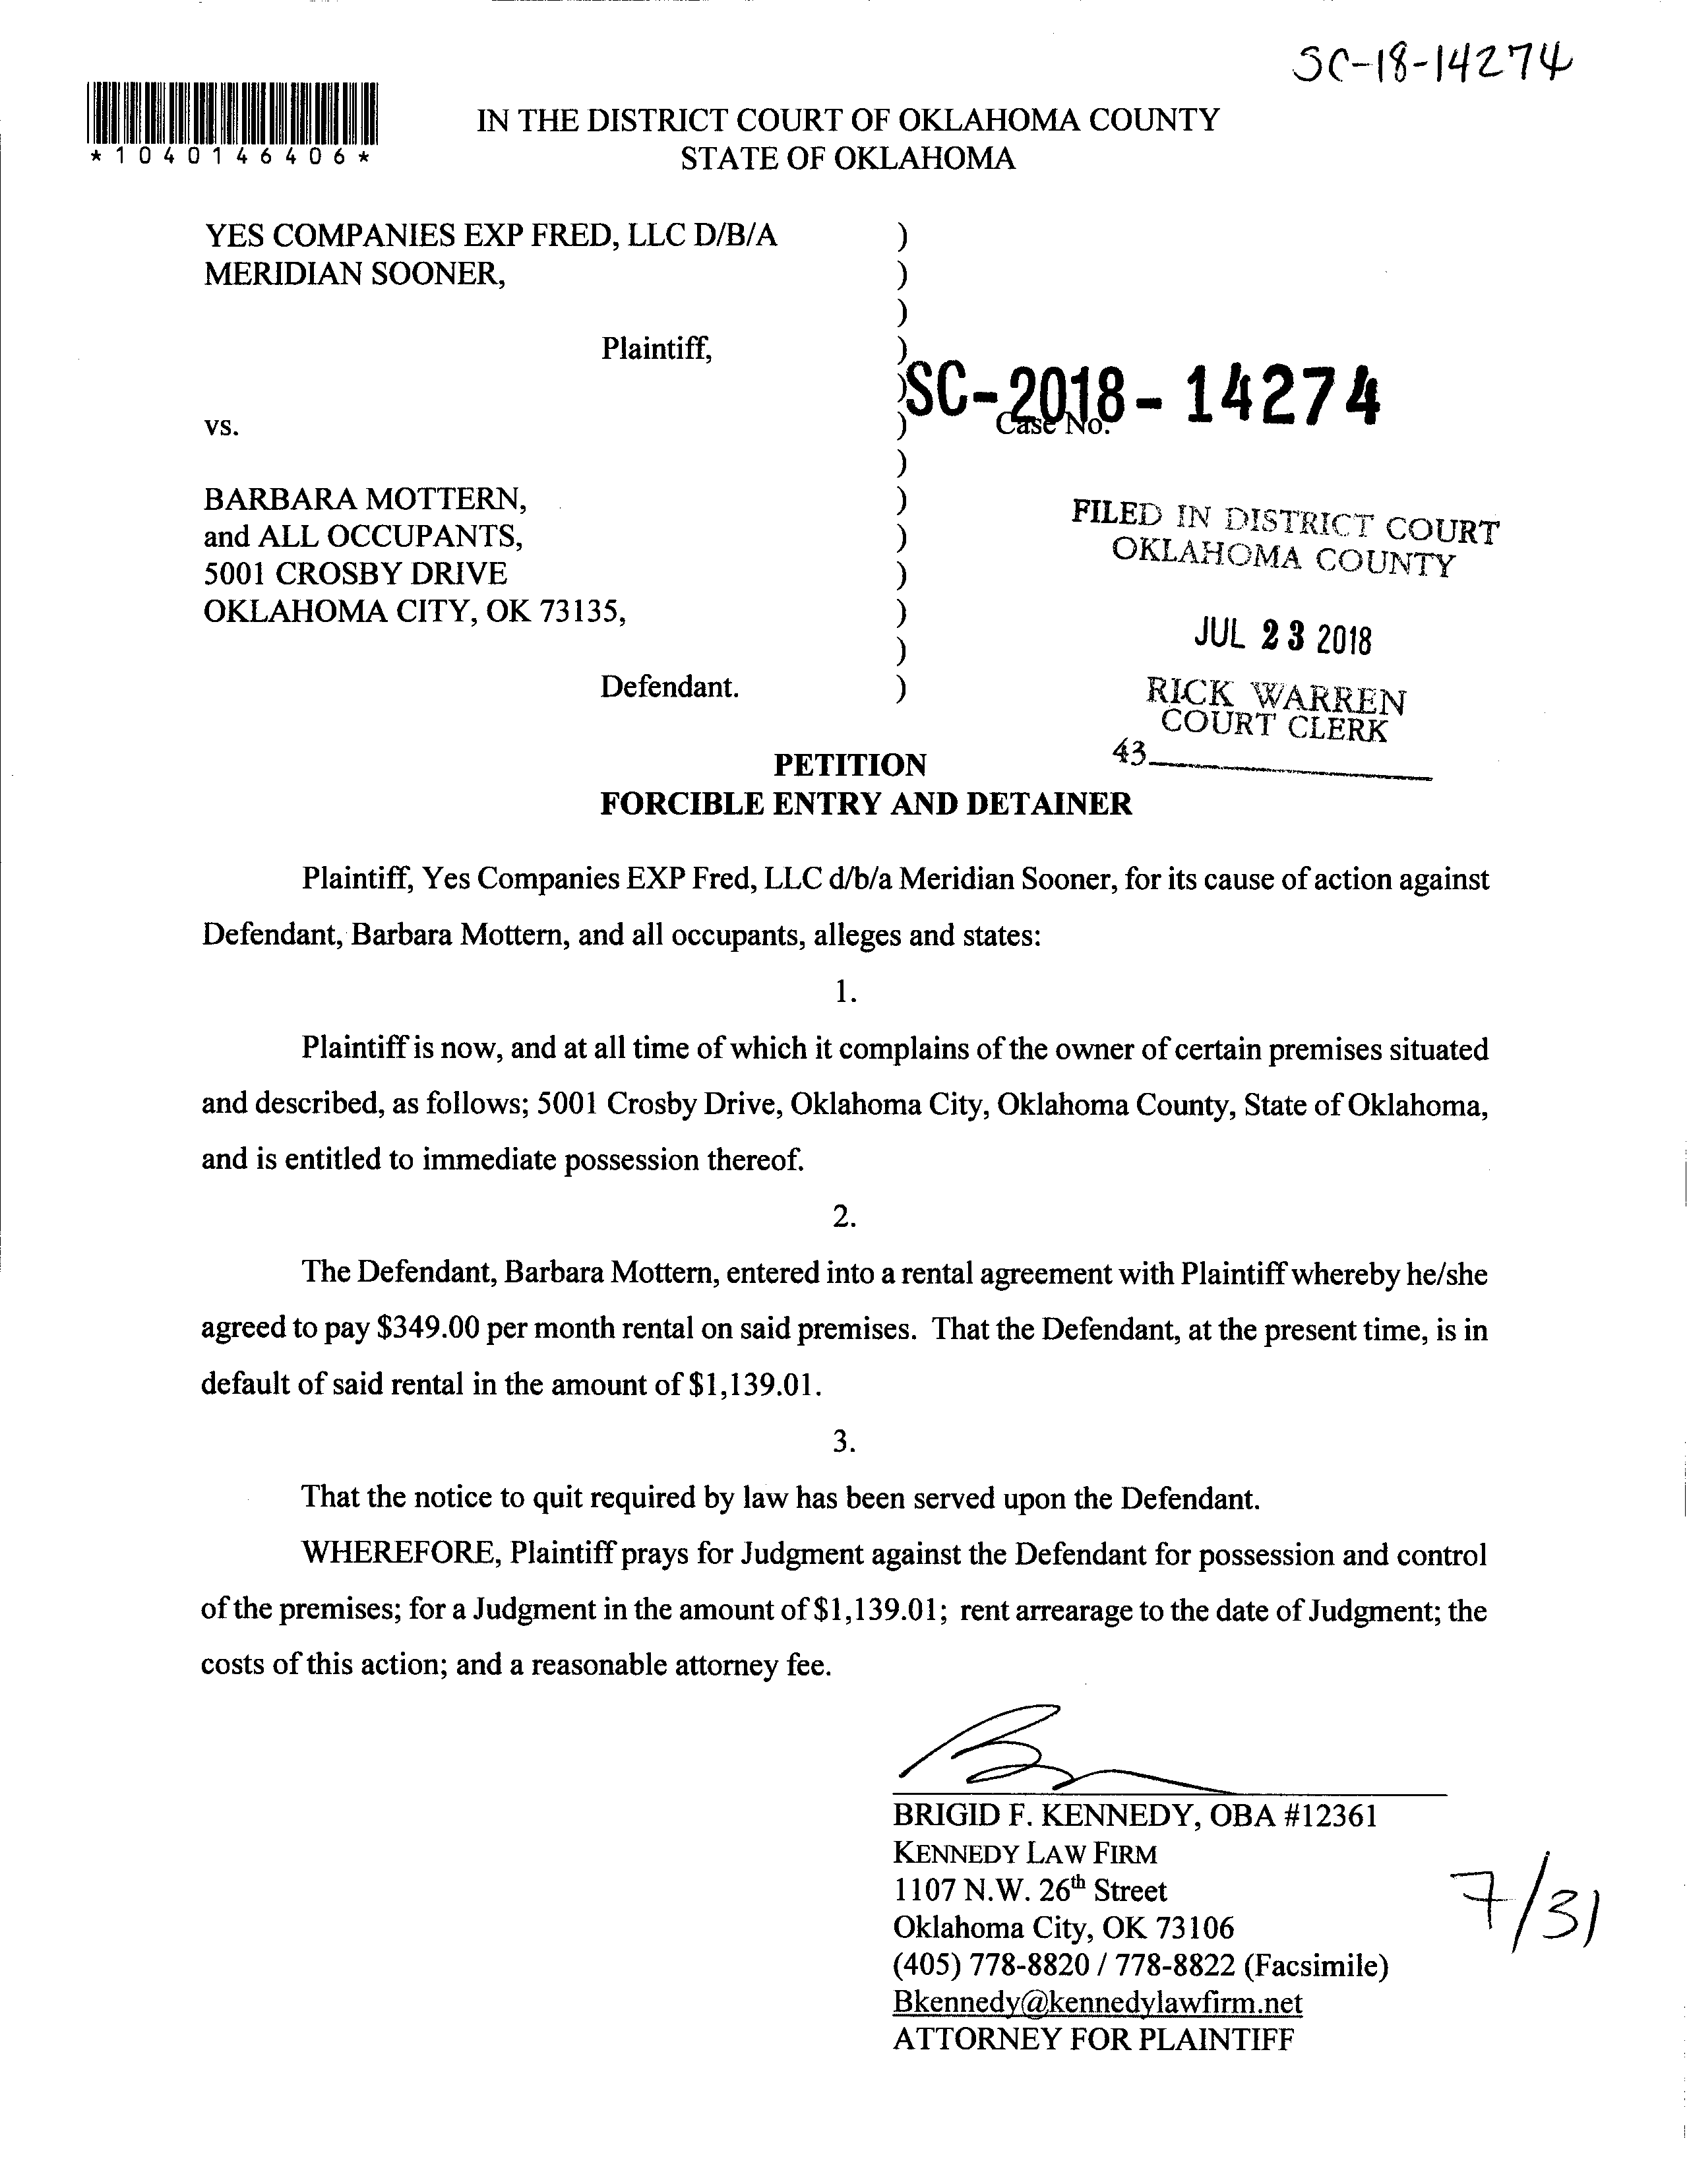 SC-18-14274
*1040146406*
IN THE DISTRICT COURT OF OKLAHOMA COUNTY
STATE OF OKLAHOMA
YES COMPANIES EXP FRED, LLC D/B/A )
MERIDIAN SOONER, )
)
Plaintiff, )
) SC-2018-14274
vs. ) Case No.
)
BARBARA MOTTERN, )
and ALL OCCUPANTS, )
5001 CROSBY DRIVE )
OKLAHOMA CITY, OK 73135, )
)
Defendant. )
FILED IN DISTRICT COURT
OKLAHOMA COUNTY
JUL 23 2018
RICK WARREN
COURT CLERK
43
PETITION
FORCIBLE ENTRY AND DETAINER
Plaintiff, Yes Companies EXP Fred, LLC d/b/a Meridian Sooner, for its cause of action against
Defendant, Barbara Mottern, and all occupants, alleges and states:
1.
Plaintiff is now, and at all time of which it complains of the owner of certain premises situated
and described, as follows; 5001 Crosby Drive, Oklahoma City, Oklahoma County, State of Oklahoma,
and is entitled to immediate possession thereof.
2.
The Defendant, Barbara Mottern, entered into a rental agreement with Plaintiff whereby he/she
agreed to pay $349.00 per month rental on said premises. That the Defendant, at the present time, is in
default of said rental in the amount of $1,139.01.
3.
That the notice to quit required by law has been served upon the Defendant.
WHEREFORE, Plaintiff prays for Judgment against the Defendant for possession and control
of the premises; for a Judgment in the amount of $1,139.01; rent arrearage to the date of Judgment; the
costs of this action; and a reasonable attorney fee.
BRIGID F. KENNEDY, OBA #12361
KENNEDY LAW FIRM
1107 N.W. 26th Street
Oklahoma City, OK 73106
(405) 778-8820 / 778-8822 (Facsimile)
Bkennedy@kennedylawfirm.net
ATTORNEY FOR PLAINTIFF
7/31